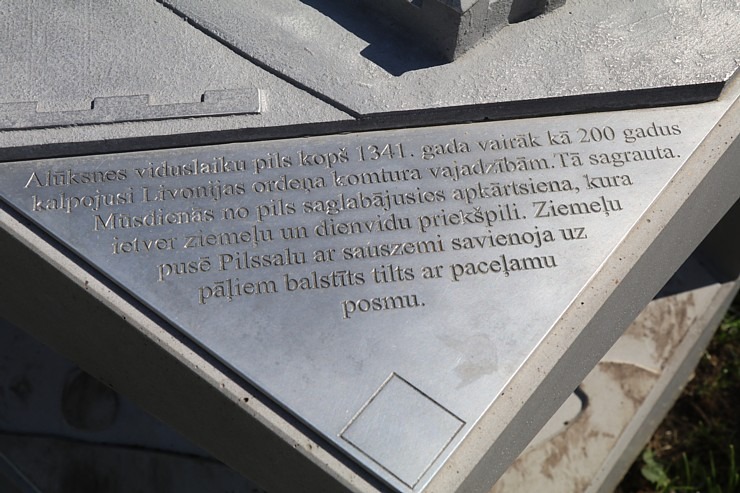 Alūksnes viduslaiku pils kopš 1341. gada vairāk kā 200 gadus
kalpojusi Livonijas ordeņa komtura vajadzībām. Tā sagrauta.
Mūsdienās no pils saglabājusies apkārtsiena, kura
ietver ziemeļu un dienvidu priekšpili. Ziemeļu
pusē Pilssalu ar sauszemi savienoja uz
pāļiem balstīts tilts ar paceļamu
posmu.